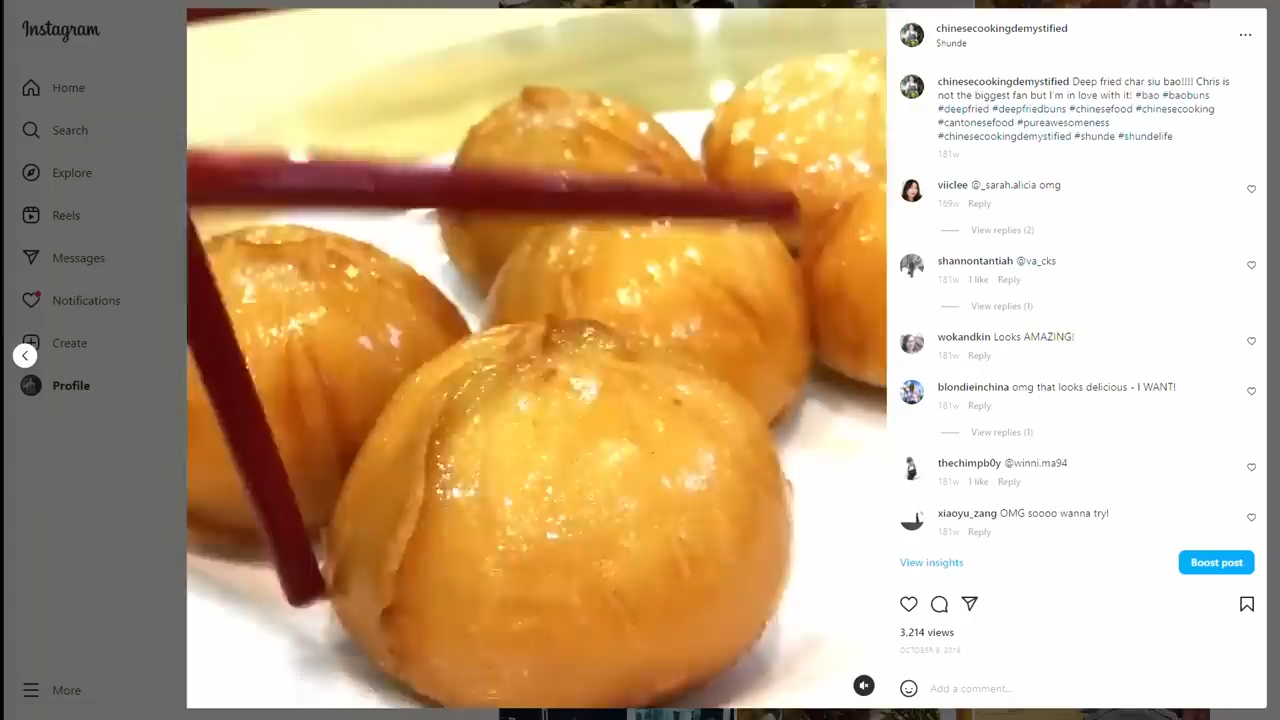 Instagram
Home
Search
Explore
Reels
Messages
Notifications
Create
Profile
More
chinesecookingdemystified
Shunde
chinesecookingdemystified Deep fried char siu bao!!!! Chris is
not the biggest fan but I'm in love with it! #bao #baobuns
#deepfried #deepfriedbuns #chinesefood #chinesecooking
#cantonesefood #pureawesomeness
#chinesecookingdemystified #shunde #shundelife
181w
viiclee @_sarah.alicia omg
169w Reply
View replies (2)
shannontantiah @va_cks
181w 1 like Reply
View replies (1)
wokandkin Looks AMAZING!
181w Reply
blondieinchina omg that looks delicious - I WANT!
181w Reply
View replies (1)
thechimpb0y @winni.ma94
181w 1 like Reply
xiaoyu_zang OMG soooo wanna try!
181w Reply
View insights
Boost post
3,214 views
OCTOBER 9, 2019
Add a comment...